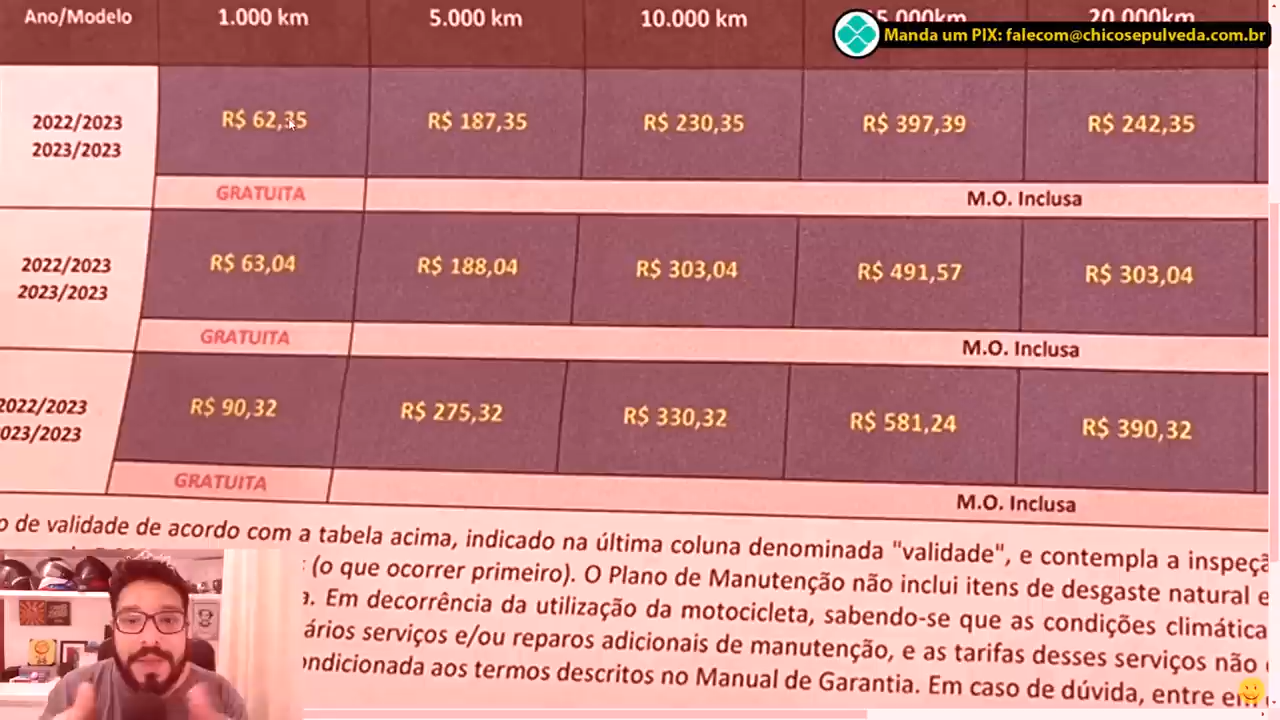 Ano/Modelo 1.000 km 5.000 km 10.000 km 15.000km 20.000km
Manda um PIX: falecom@chicosepulveda.com.br
2022/2023 R$ 62,35 R$ 187,35 R$ 230,35 R$ 397,39 R$ 242,35
2023/2023
GRATUITA M.O. Inclusa
2022/2023 R$ 63,04 R$ 188,04 R$ 303,04 R$ 491,57 R$ 303,04
2023/2023
GRATUITA M.O. Inclusa
2022/2023 R$ 90,32 R$ 275,32 R$ 330,32 R$ 581,24 R$ 390,32
023/2023
GRATUITA M.O. Inclusa
o de validade de acordo com a tabela acima, indicado na última coluna denominada "validade", e contempla a inspeçã
(o que ocorrer primeiro). O Plano de Manutenção não inclui itens de desgaste natural e
a. Em decorrência da utilização da motocicleta, sabendo-se que as condições climática
ários serviços e/ou reparos adicionais de manutenção, e as tarifas desses serviços não
ondicionada aos termos descritos no Manual de Garantia. Em caso de dúvida, entre em